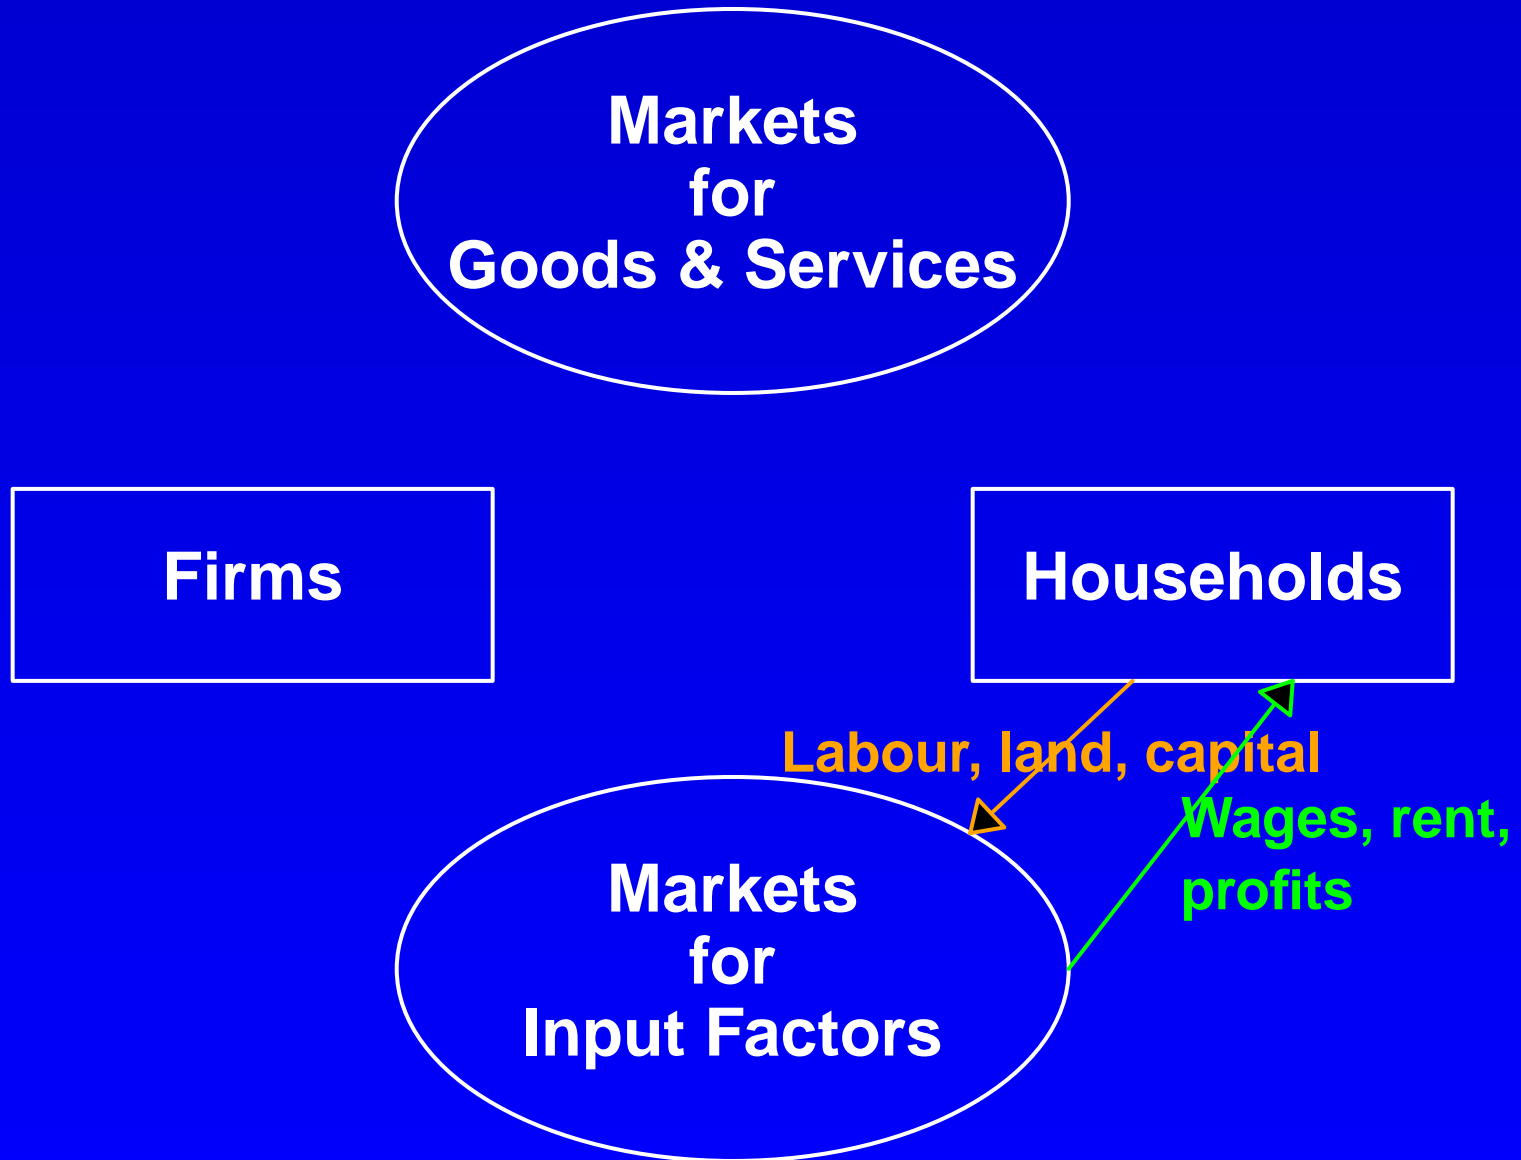 Markets
for
Goods & Services
Firms
Households
Labour, land, capital
Wages, rent,
profits
Markets
for
Input Factors